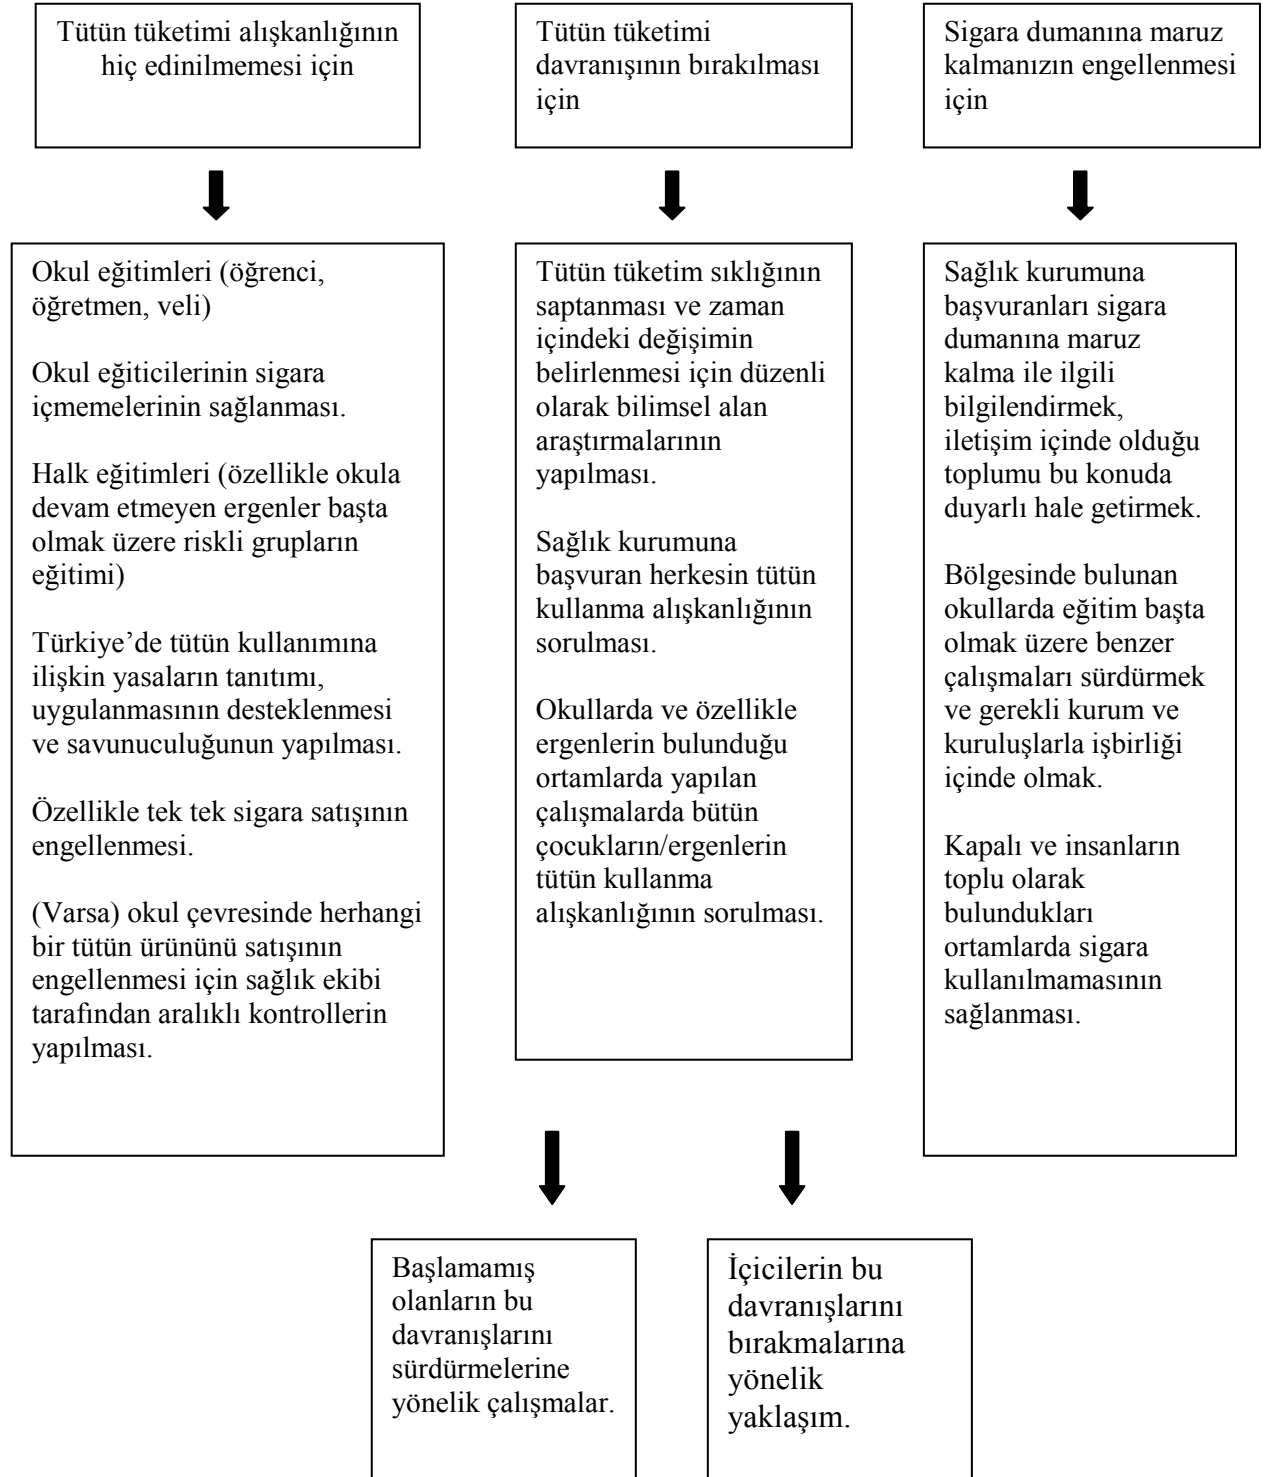 Tütün tüketimi alışkanlığının
hiç edinilmemesi için
Tütün tüketimi
davranışının bırakılması
için
Sigara dumanına maruz
kalmanızın engellenmesi
için
Okul eğitimleri (öğrenci,
öğretmen, veli)
Okul eğiticilerinin sigara
içmemelerinin sağlanması.
Halk eğitimleri (özellikle okula
devam etmeyen ergenler başta
olmak üzere riskli grupların
eğitimi)
Türkiye’de tütün kullanımına
ilişkin yasaların tanıtımı,
uygulanmasının desteklenmesi
ve savunuculuğunun yapılması.
Özellikle tek tek sigara satışının
engellenmesi.
(Varsa) okul çevresinde herhangi
bir tütün ürününü satışının
engellenmesi için sağlık ekibi
tarafından aralıklı kontrollerin
yapılması.
Tütün tüketim sıklığının
saptanması ve zaman
içindeki değişimin
belirlenmesi için düzenli
olarak bilimsel alan
araştırmalarının
yapılması.
Sağlık kurumuna
başvuran herkesin tütün
kullanma alışkanlığının
sorulması.
Okullarda ve özellikle
ergenlerin bulunduğu
ortamlarda yapılan
çalışmalarda bütün
çocukların/ergenlerin
tütün kullanma
alışkanlığının sorulması.
Sağlık kurumuna
başvuranları sigara
dumanına maruz
kalma ile ilgili
bilgilendirmek,
iletişim içinde olduğu
toplumu bu konuda
duyarlı hale getirmek.
Bölgesinde bulunan
okullarda eğitim başta
olmak üzere benzer
çalışmaları sürdürmek
ve gerekli kurum ve
kuruluşlarla işbirliği
içinde olmak.
Kapalı ve insanların
toplu olarak
bulundukları
ortamlarda sigara
kullanılmamasının
sağlanması.
Başlamamış
olanların bu
davranışlarını
sürdürmelerine
yönelik çalışmalar.
İçicilerin bu
davranışlarını
bırakmalarına
yönelik
yaklaşım.